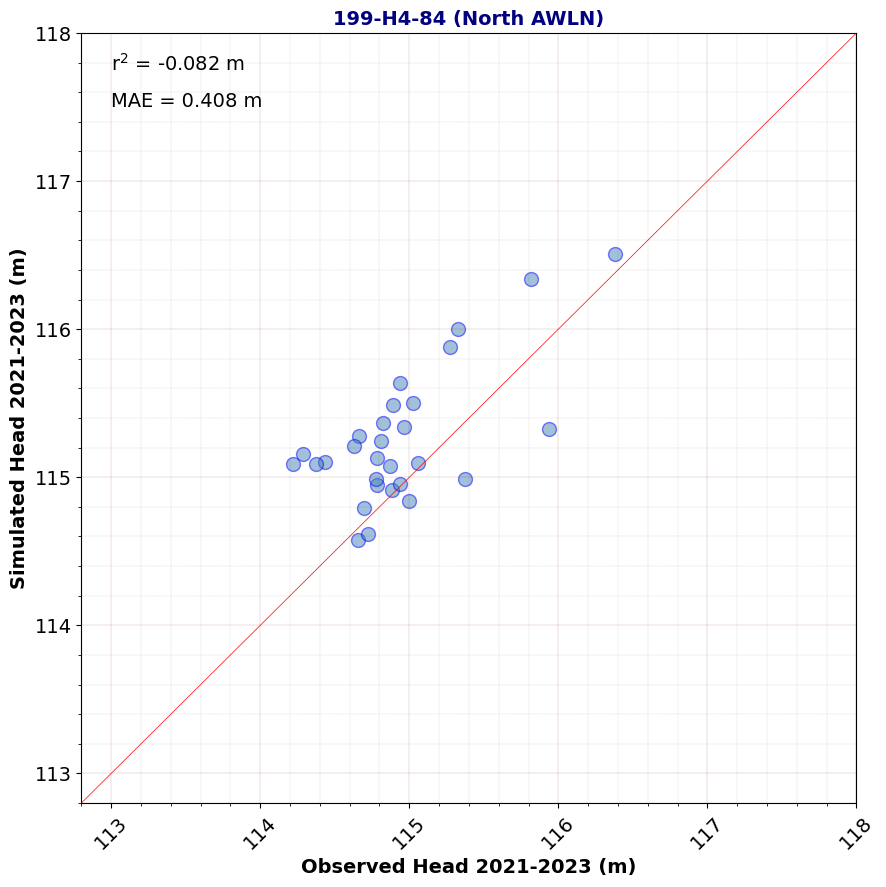 199-H4-84 (North AWLN)
r² = -0.082 m
MAE = 0.408 m
118
117
116
115
114
113
Simulated Head 2021-2023 (m)
113 114 115 116 117 118
Observed Head 2021-2023 (m)